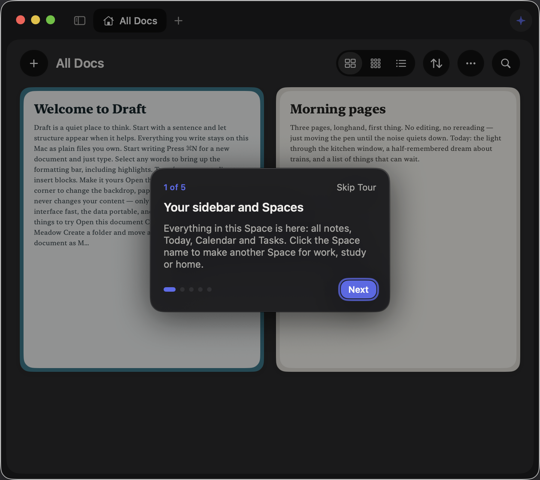 All Docs
All Docs
Welcome to Draft
Draft is a quiet place to think. Start with a sentence and let
structure appear when it helps. Everything you write stays on this
Mac as plain files you own. Start writing Press ⌘N for a new
document and just type. Select any words to bring up the
formatting bar, including highlights.
insert blocks. Make it yours Open th
corner to change the backdrop, pap
never changes your content — only
interface fast, the data portable, an
things to try Open this document C
Meadow Create a folder and move a
document as M...
Morning pages
Three pages, longhand, first thing. No editing, no rereading —
just moving the pen until the noise quiets down. Today: the light
through the kitchen window, a half-remembered dream about
trains, and a list of things that can wait.
1 of 5
Skip Tour
Your sidebar and Spaces
Everything in this Space is here: all notes,
Today, Calendar and Tasks. Click the Space
name to make another Space for work, study
or home.
Next